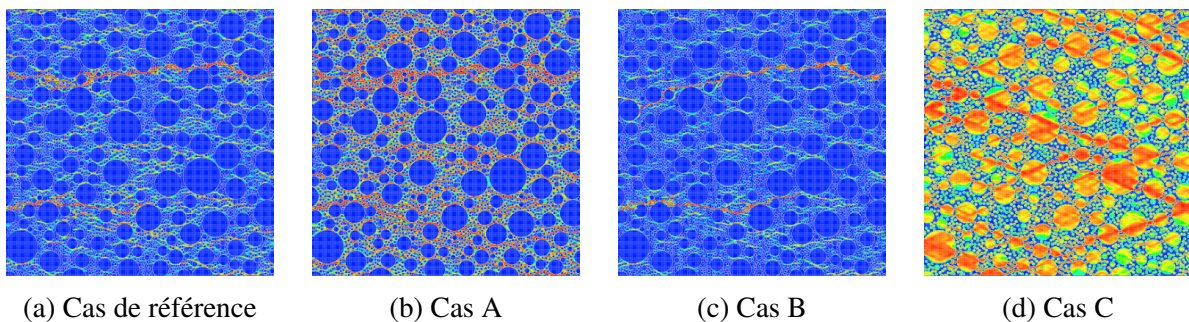 (a) Cas de référence
(b) Cas A
(c) Cas B
(d) Cas C